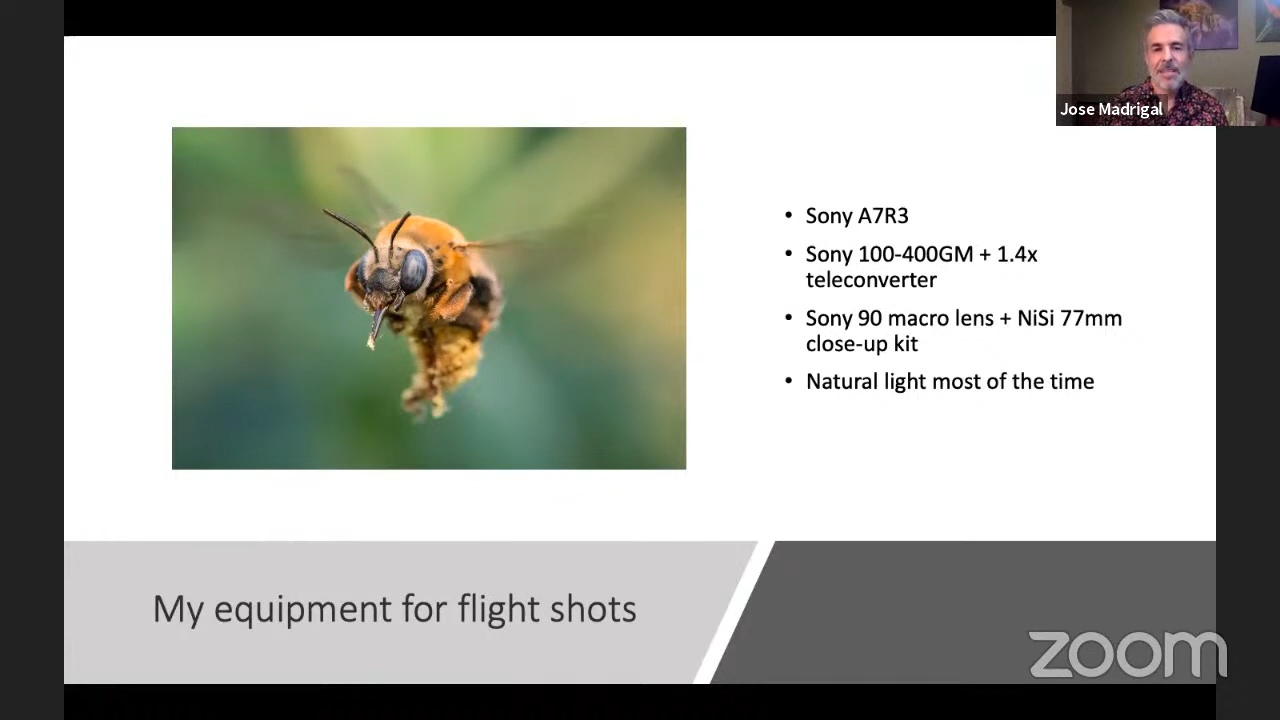 Jose Madrigal
• Sony A7R3
• Sony 100-400GM + 1.4x
teleconverter
• Sony 90 macro lens + NiSi 77mm
close-up kit
• Natural light most of the time
My equipment for flight shots
zoom